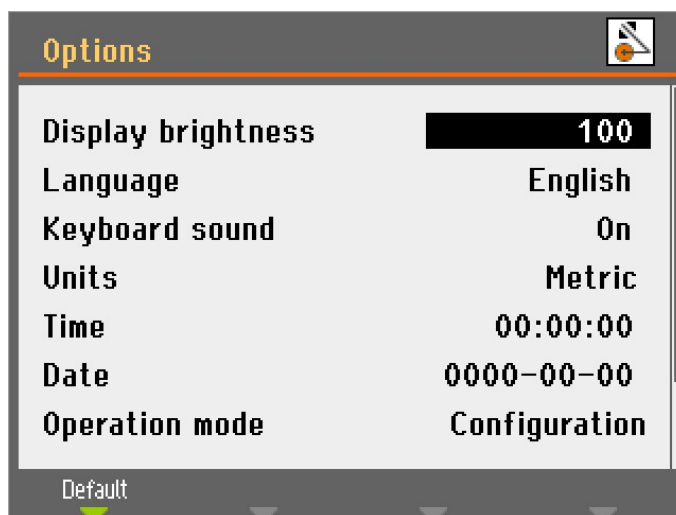 Options
Display brightness 100
Language English
Keyboard sound On
Units Metric
Time 00:00:00
Date 0000-00-00
Operation mode Configuration
Default